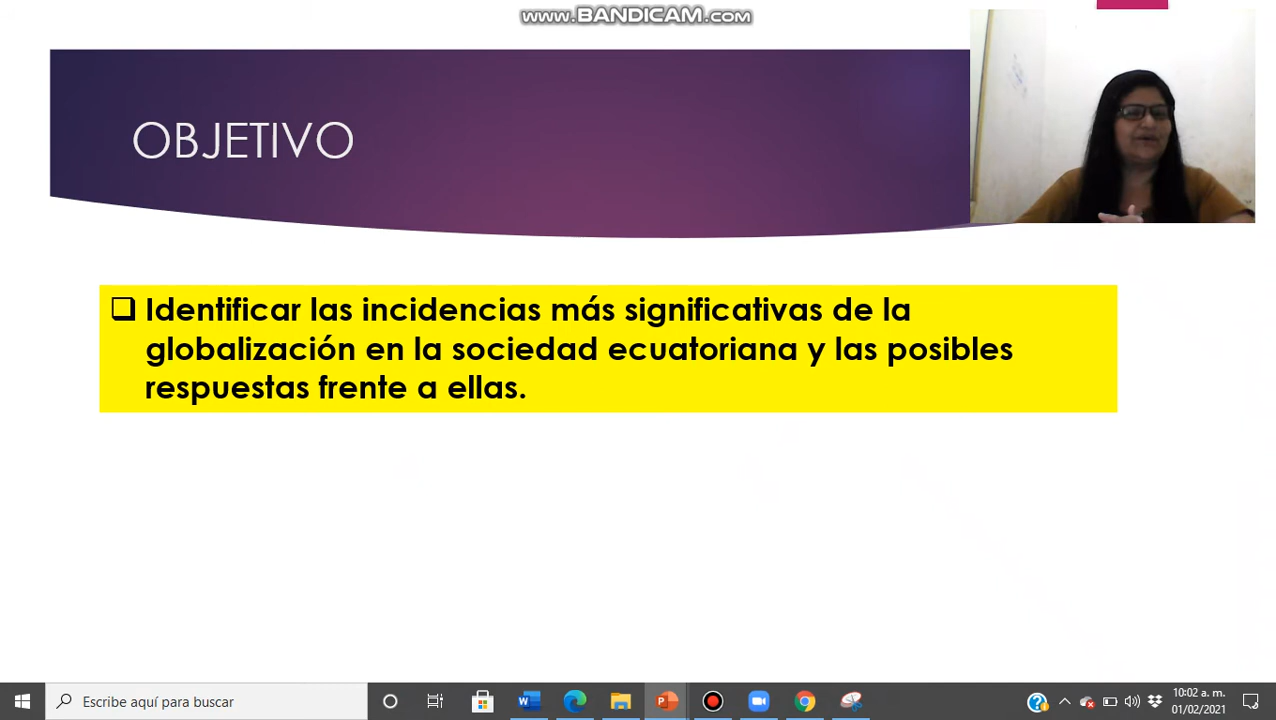 www.BANDICAM.com
OBJETIVO
Identificar las incidencias más significativas de la
globalización en la sociedad ecuatoriana y las posibles
respuestas frente a ellas.
Escribe aquí para buscar
10:02 a. m.
01/02/2021